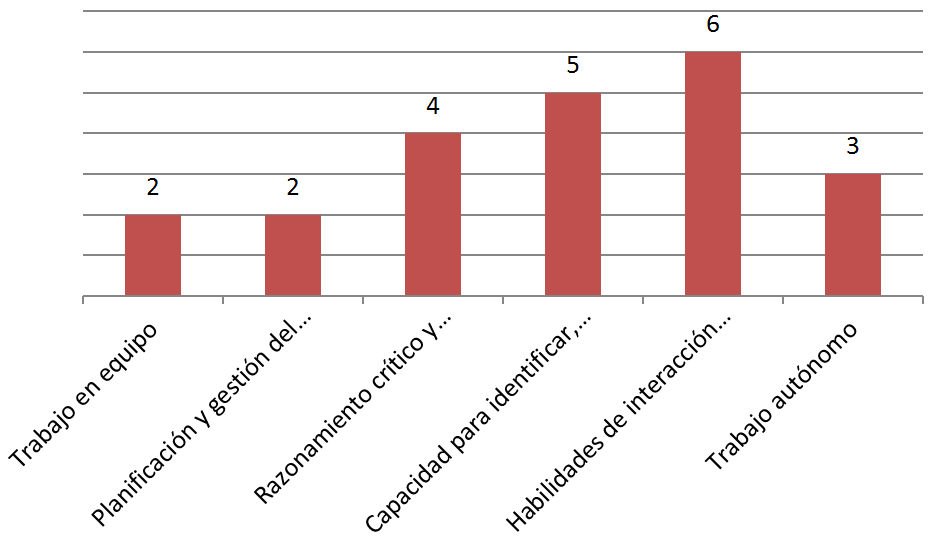 2
2
4
5
6
3
Trabajo en equipo
Planificación y gestión del...
Razonamiento crítico y...
Capacidad para identificar,...
Habilidades de interacción...
Trabajo autónomo